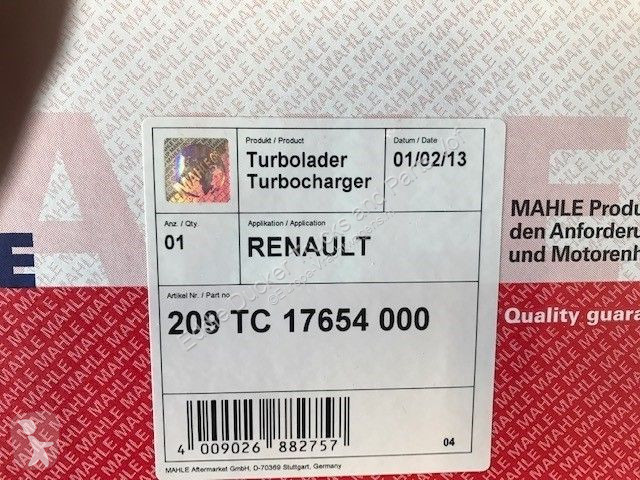 Produkt / Product
Turbolader
Turbocharger
Datum / Date
01/02/13
Anz. / Qty.
01
Applikation / Application
RENAULT
Artikel Nr. / Part no
209 TC 17654 000
4 009026 882757
04
MAHLE Aftermarket GmbH, D-70369 Stuttgart, Germany
MAHLE Produ
den Anforderu
und Motorenh
Quality guara
E
MAHLE